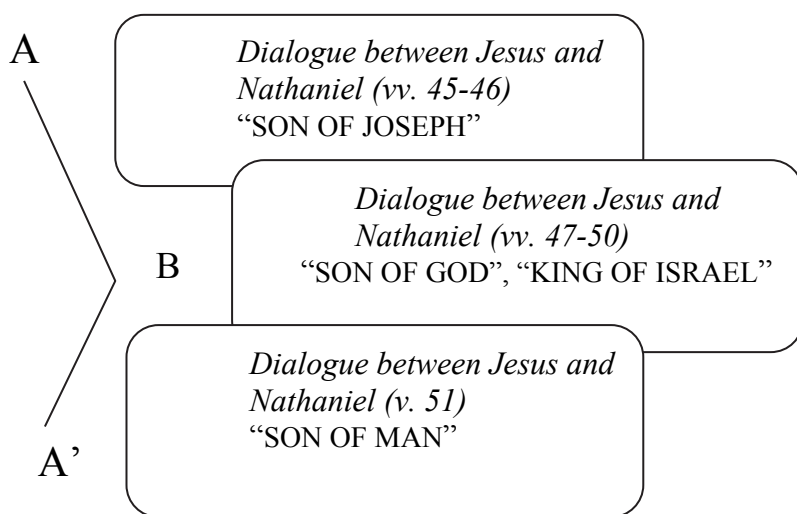 A
Dialogue between Jesus and
Nathaniel (vv. 45-46)
“SON OF JOSEPH”
B
Dialogue between Jesus and
Nathaniel (vv. 47-50)
“SON OF GOD”, “KING OF ISRAEL”
A’
Dialogue between Jesus and
Nathaniel (v. 51)
“SON OF MAN”